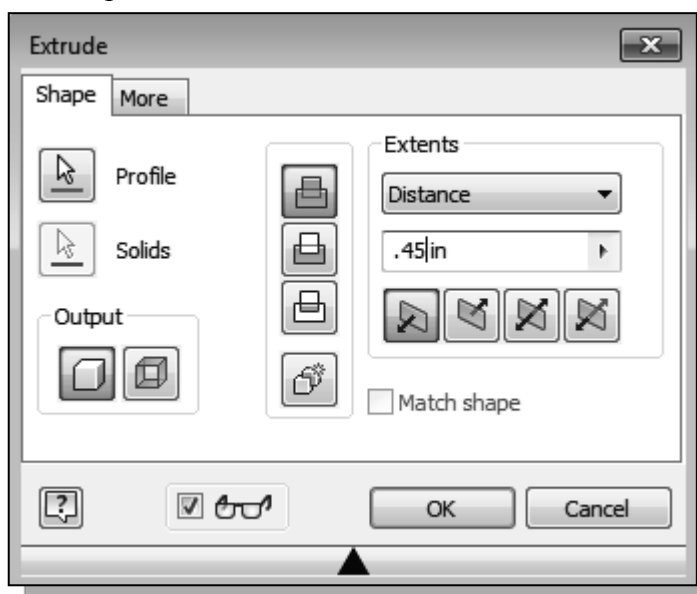 Extrude
Shape
More
Profile
Solids
Output
Extents
Distance
.45in
Match shape
?
OK
Cancel